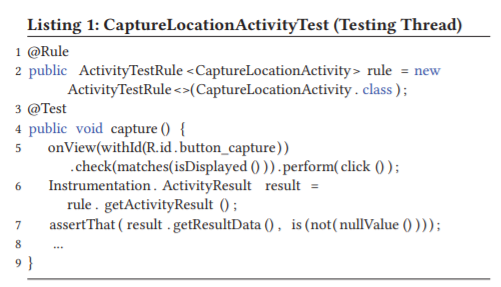 Listing 1: CaptureLocationActivityTest (Testing Thread)
1 @Rule
2 public ActivityTestRule<CaptureLocationActivity> rule = new
ActivityTestRule<>(CaptureLocationActivity.class);
3 @Test
4 public void capture() {
5 onView(withId(R.id.button_capture))
.check(matches(isDisplayed())).perform(click());
6 Instrumentation.ActivityResult result =
rule.getActivityResult();
7 assertThat(result.getResultData(), is(not(nullValue())));
8 ...
9 }